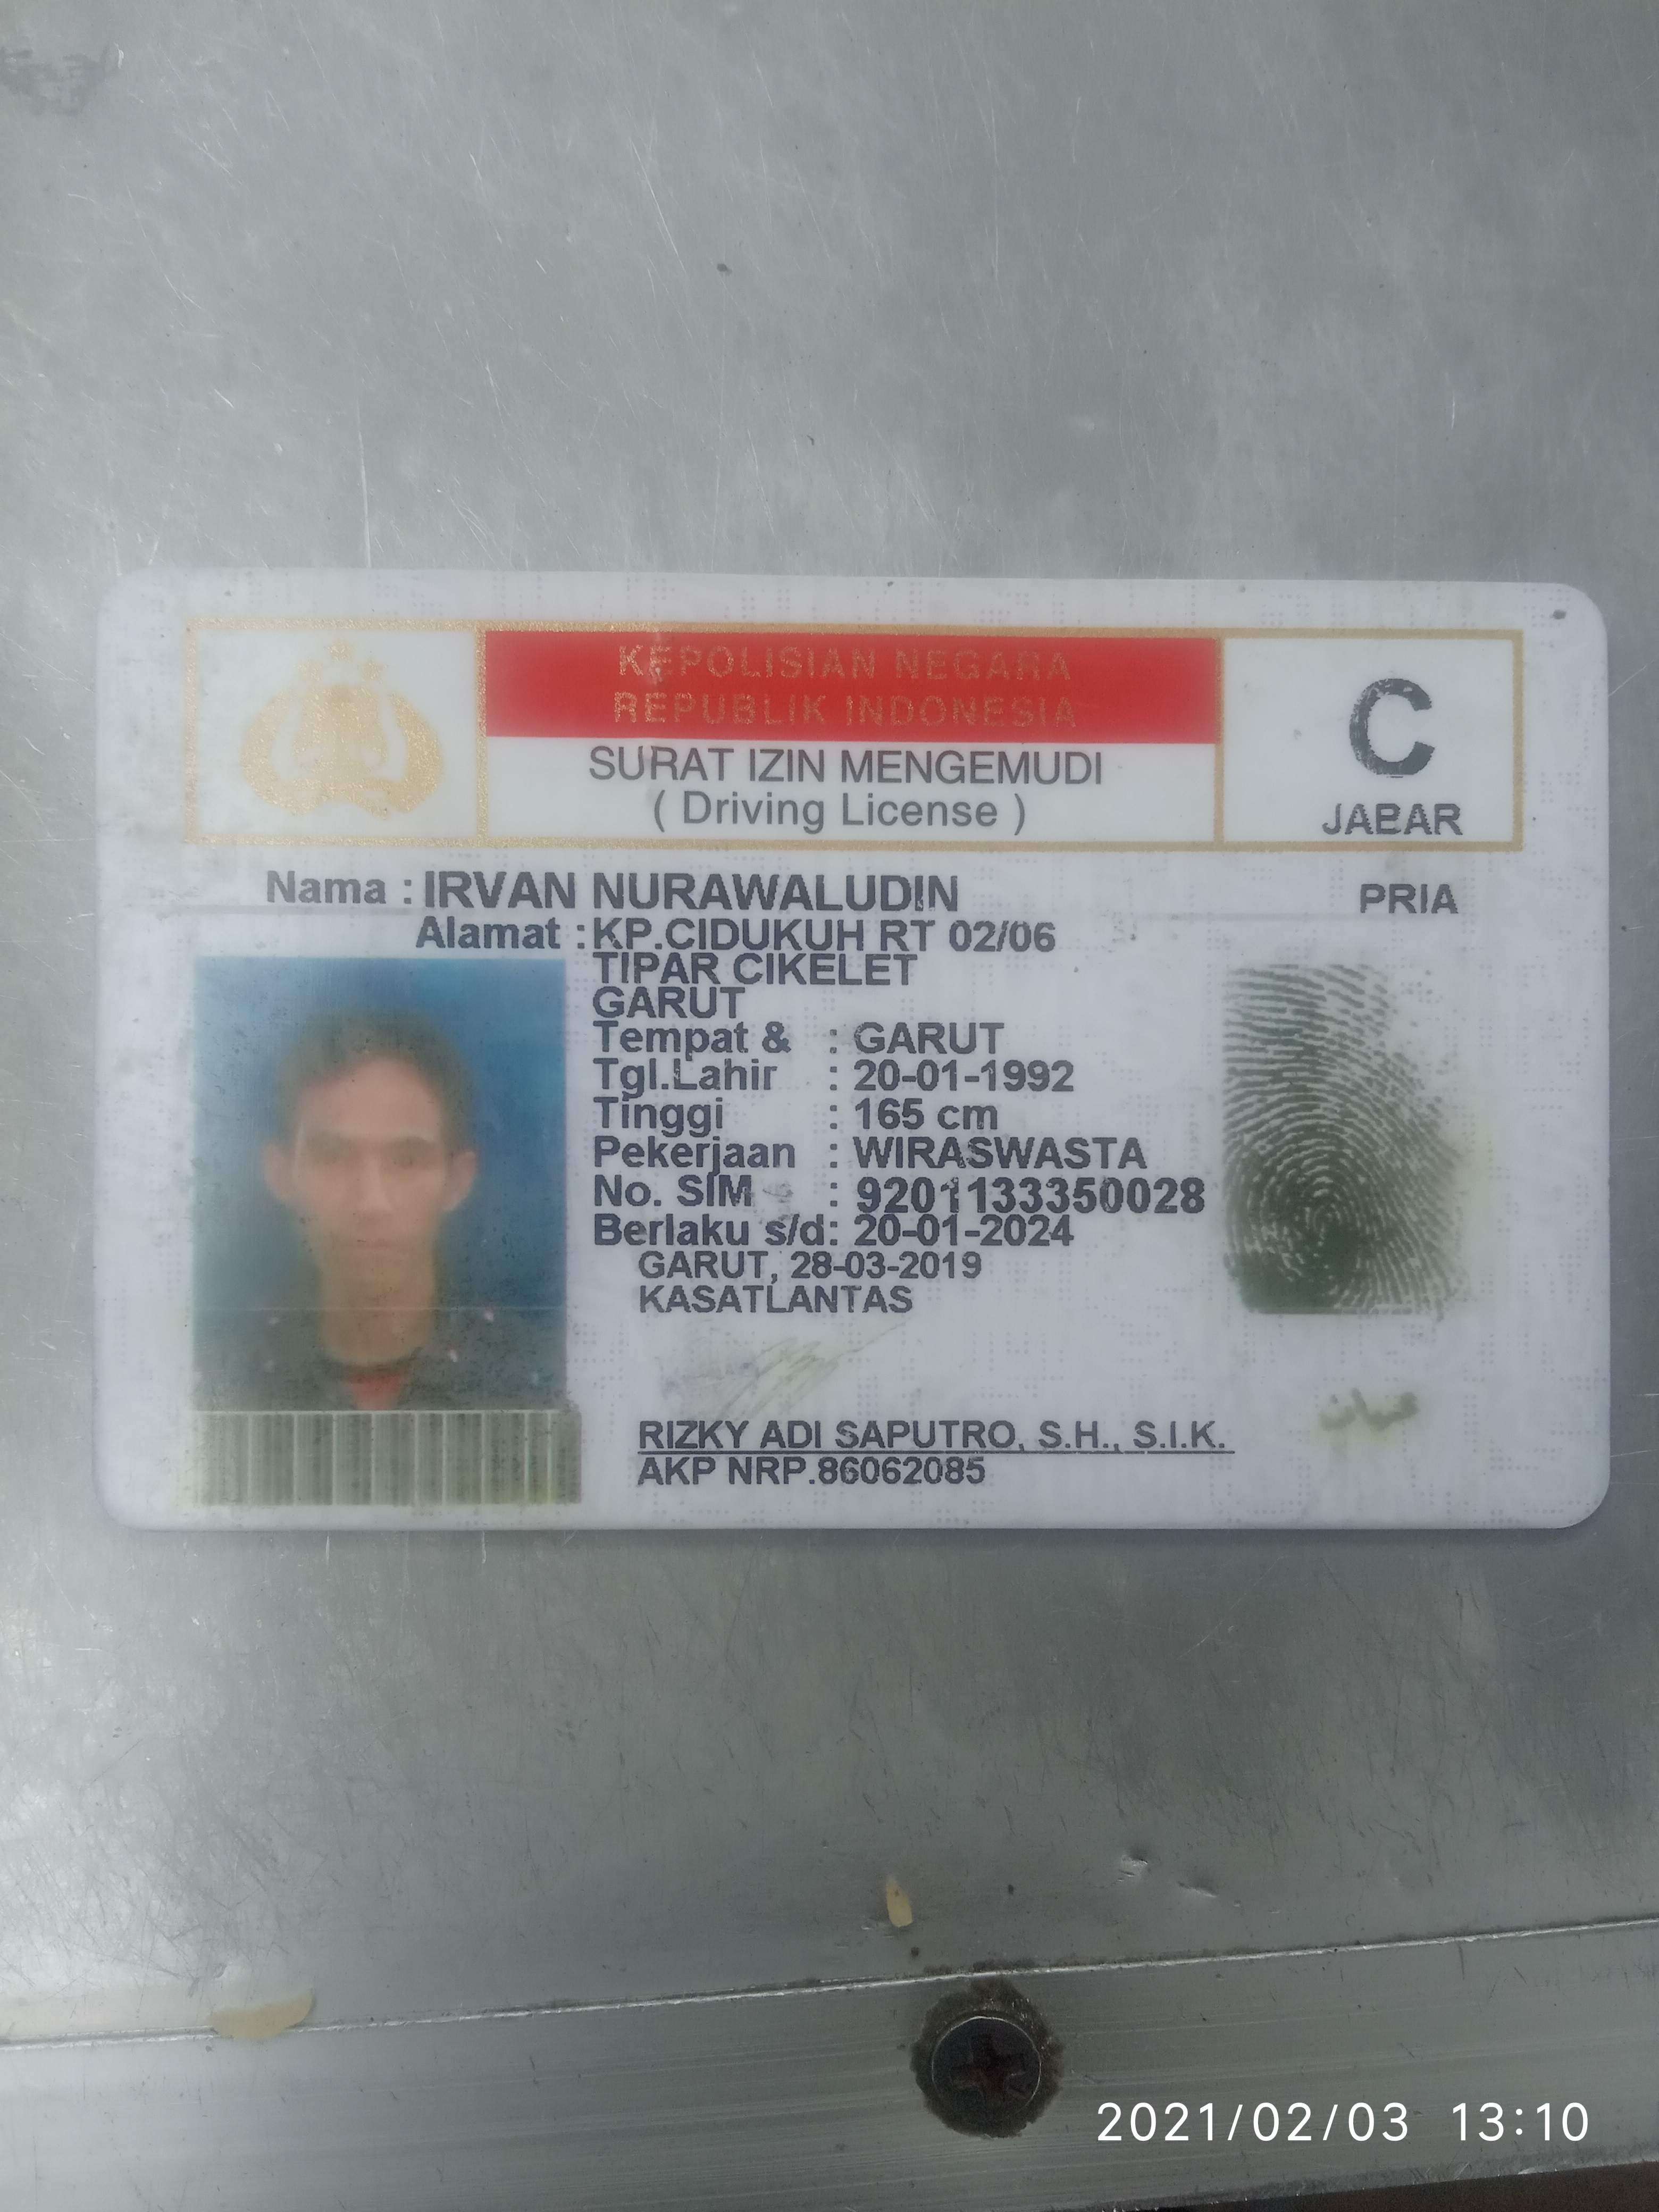 KEPOLISIAN NEGARA
REPUBLIK INDONESIA
SURAT IZIN MENGEMUDI
( Driving License )
C
JABAR
Nama : IRVAN NURAWALUDIN
PRIA
Alamat : KP.CIDUKUH RT 02/06
TIPAR CIKELET
GARUT
Tempat & : GARUT
Tgl.Lahir : 20-01-1992
Tinggi : 165 cm
Pekerjaan : WIRASWASTA
No. SIM : 9201133350028
Berlaku s/d: 20-01-2024
GARUT, 28-03-2019
KASATLANTAS
RIZKY ADI SAPUTRO, S.H., S.I.K.
AKP NRP.86062085
2021/02/03 13:10